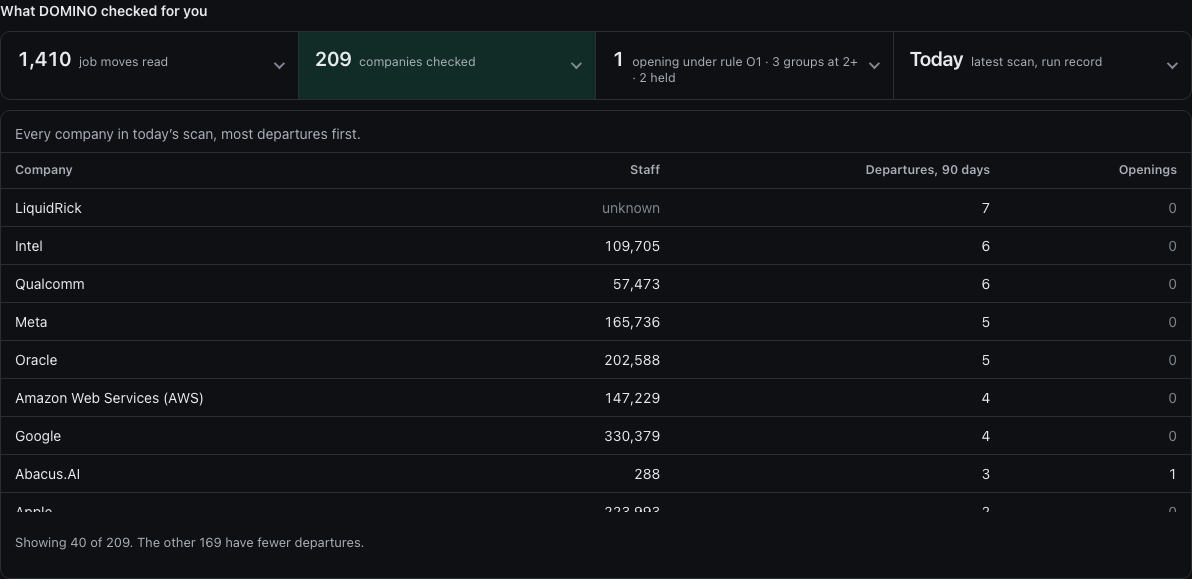 What DOMINO checked for you
1,410 job moves read
209 companies checked
1 opening under rule O1 · 3 groups at 2+
· 2 held
Today latest scan, run record
Every company in today's scan, most departures first.
Company Staff Departures, 90 days Openings
LiquidRick unknown 7 0
Intel 109,705 6 0
Qualcomm 57,473 6 0
Meta 165,736 5 0
Oracle 202,588 5 0
Amazon Web Services (AWS) 147,229 4 0
Google 330,379 4 0
Abacus.AI 288 3 1
Apple 223,993 2 0
Showing 40 of 209. The other 169 have fewer departures.